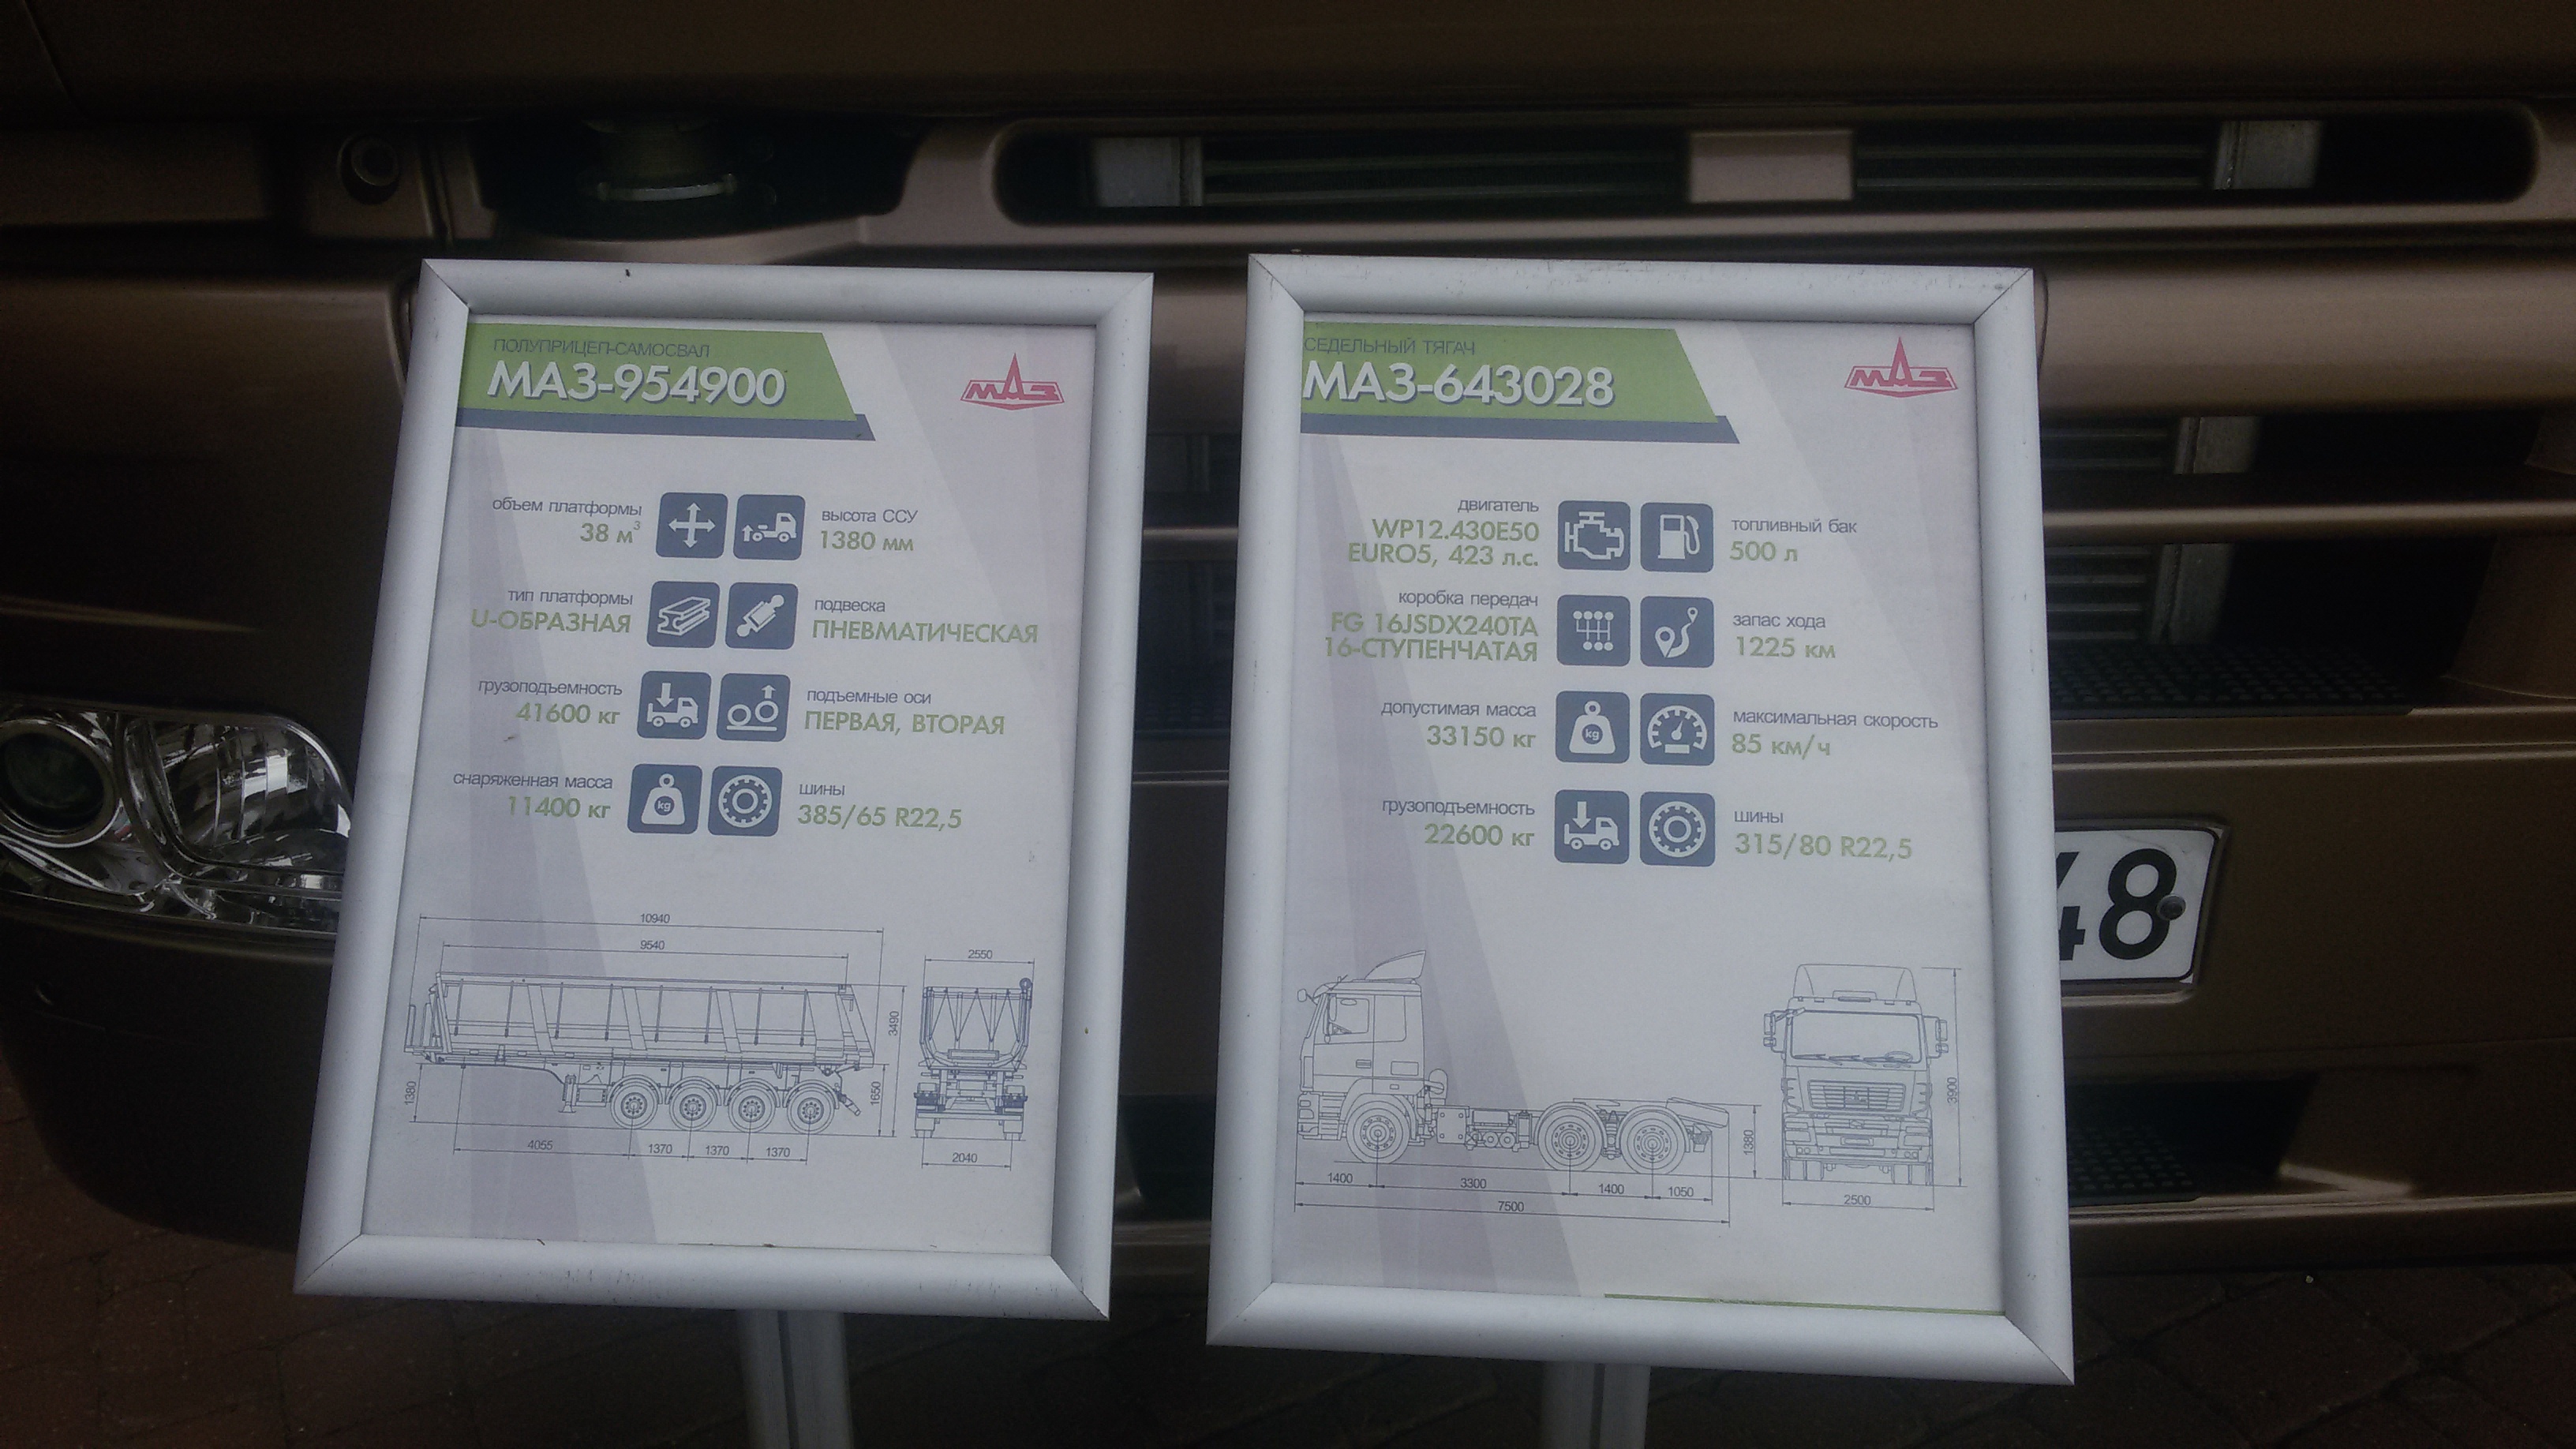 ПОЛУПРИЦЕП-САМОСВАЛ
МАЗ-954900
МАЗ
объем платформы
38 м³
высота ССУ
1380 мм
тип платформы
U-ОБРАЗНАЯ
подвеска
ПНЕВМАТИЧЕСКАЯ
грузоподъемность
41600 кг
подъемные оси
ПЕРВАЯ, ВТОРАЯ
снаряженная масса
11400 кг
kg
шины
385/65 R22,5
10940
9540
2550
3490
1380
1650
4055
1370
1370
1370
2040
СЕДЕЛЬНЫЙ ТЯГАЧ
МАЗ-643028
МАЗ
двигатель
WP12.430E50
EURO5, 423 л.с.
топливный бак
500 л
коробка передач
FG 16JSDX240TA
16-СТУПЕНЧАТАЯ
запас хода
1225 км
допустимая масса
33150 кг
kg
максимальная скорость
85 км/ч
грузоподъемность
22600 кг
шины
315/80 R22,5
3900
1380
1400
3300
1400
1050
7500
2500
48